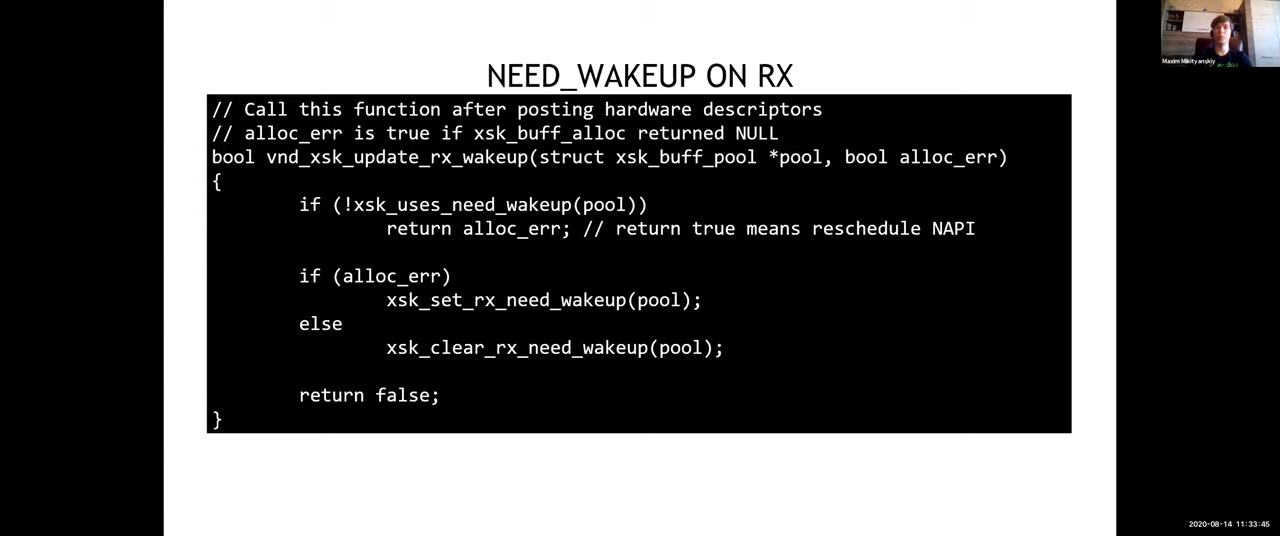 NEED_WAKEUP ON RX
// Call this function after posting hardware descriptors
// alloc_err is true if xsk_buff_alloc returned NULL
bool vnd_xsk_update_rx_wakeup(struct xsk_buff_pool *pool, bool alloc_err)
{
        if (!xsk_uses_need_wakeup(pool))
                return alloc_err; // return true means reschedule NAPI
        if (alloc_err)
                xsk_set_rx_need_wakeup(pool);
        else
                xsk_clear_rx_need_wakeup(pool);
        return false;
}
Maxim Mikityanskiy
2020-08-14 11:33:45